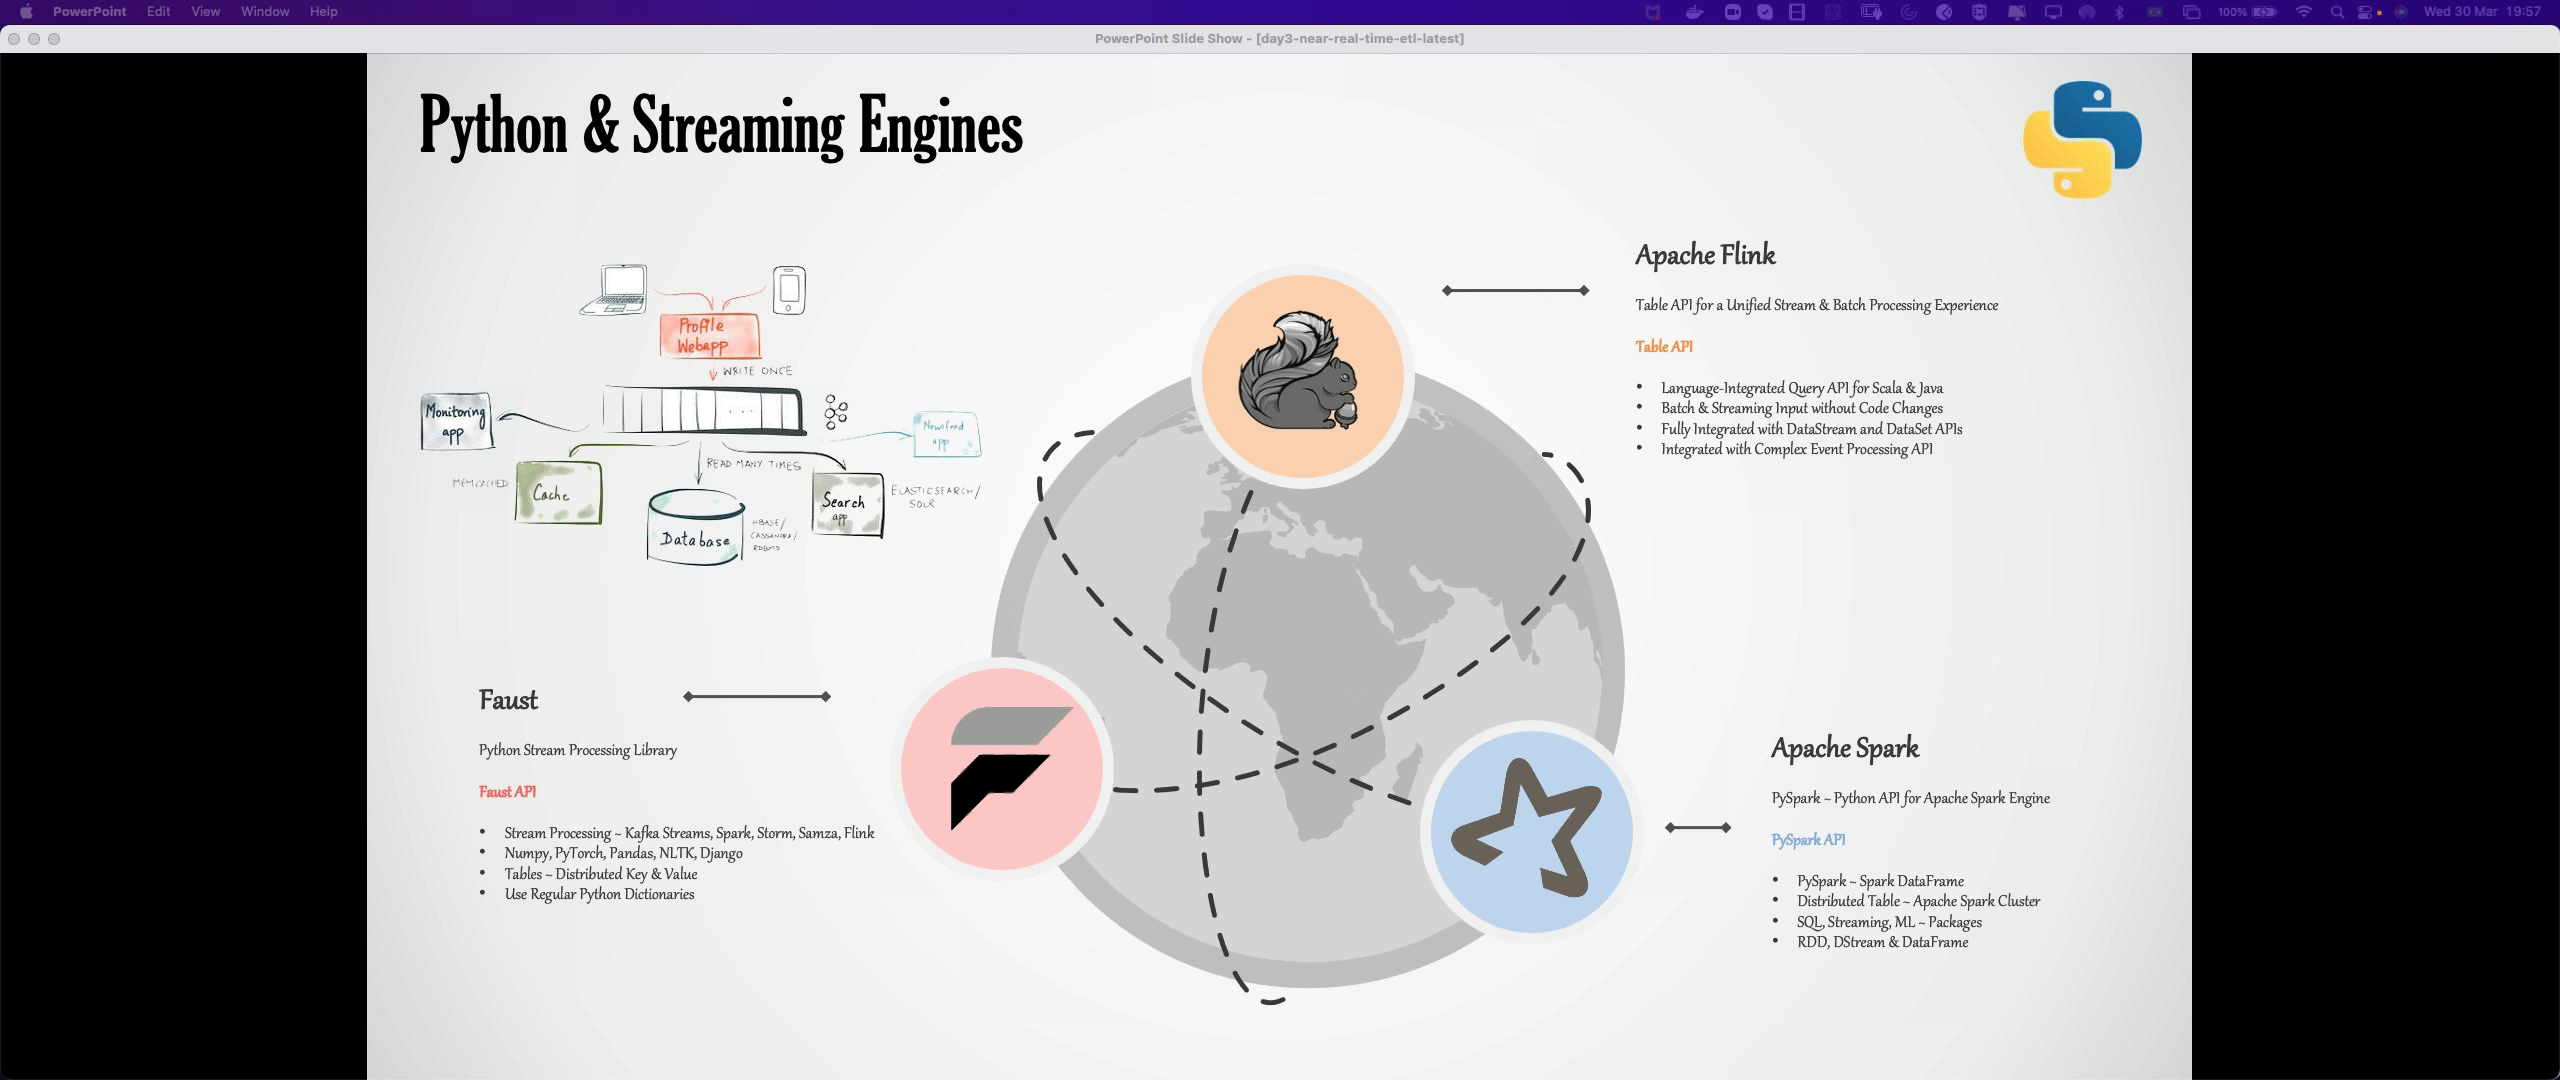 PowerPoint Edit View Window Help
100% Wed 30 Mar 19:57
PowerPoint Slide Show - [day3-near-real-time-etl-latest]
Python & Streaming Engines
Profile
Webapp
WRITE ONCE
Monitoring
app
Newsfeed
app
READ MANY TIMES
MEMCACHED
Cache
Search
app
ELASTICSEARCH/
SOLR
Database
HBASE/
CASSANDRA/
RDBMS
Apache Flink
Table API for a Unified Stream & Batch Processing Experience
Table API
• Language-Integrated Query API for Scala & Java
• Batch & Streaming Input without Code Changes
• Fully Integrated with DataStream and DataSet APIs
• Integrated with Complex Event Processing API
Faust
Python Stream Processing Library
Faust API
• Stream Processing ~ Kafka Streams, Spark, Storm, Samza, Flink
• Numpy, PyTorch, Pandas, NLTK, Django
• Tables ~ Distributed Key & Value
• Use Regular Python Dictionaries
Apache Spark
PySpark ~ Python API for Apache Spark Engine
PySpark API
• PySpark ~ Spark DataFrame
• Distributed Table ~ Apache Spark Cluster
• SQL, Streaming, ML ~ Packages
• RDD, DStream & DataFrame